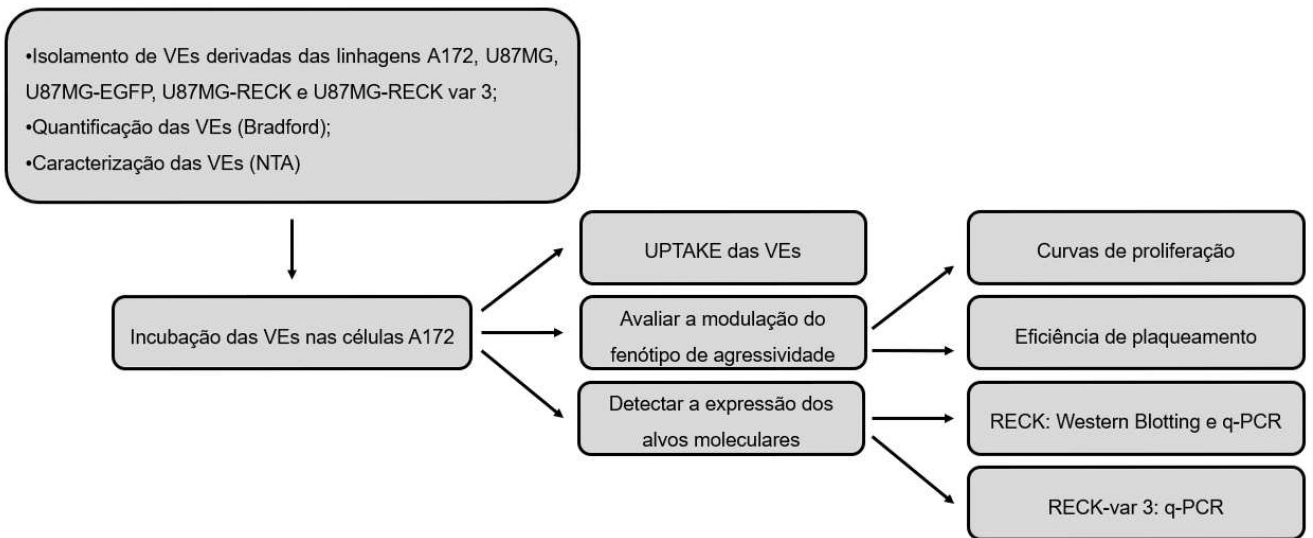 •Isolamento de VEs derivadas das linhagens A172, U87MG,
U87MG-EGFP, U87MG-RECK e U87MG-RECK var 3;
•Quantificação das VEs (Bradford);
•Caracterização das VEs (NTA)
Incubação das VEs nas células A172
UPTAKE das VEs
Avaliar a modulação do
fenótipo de agressividade
Detectar a expressão dos
alvos moleculares
Curvas de proliferação
Eficiência de plaqueamento
RECK: Western Blotting e q-PCR
RECK-var 3: q-PCR